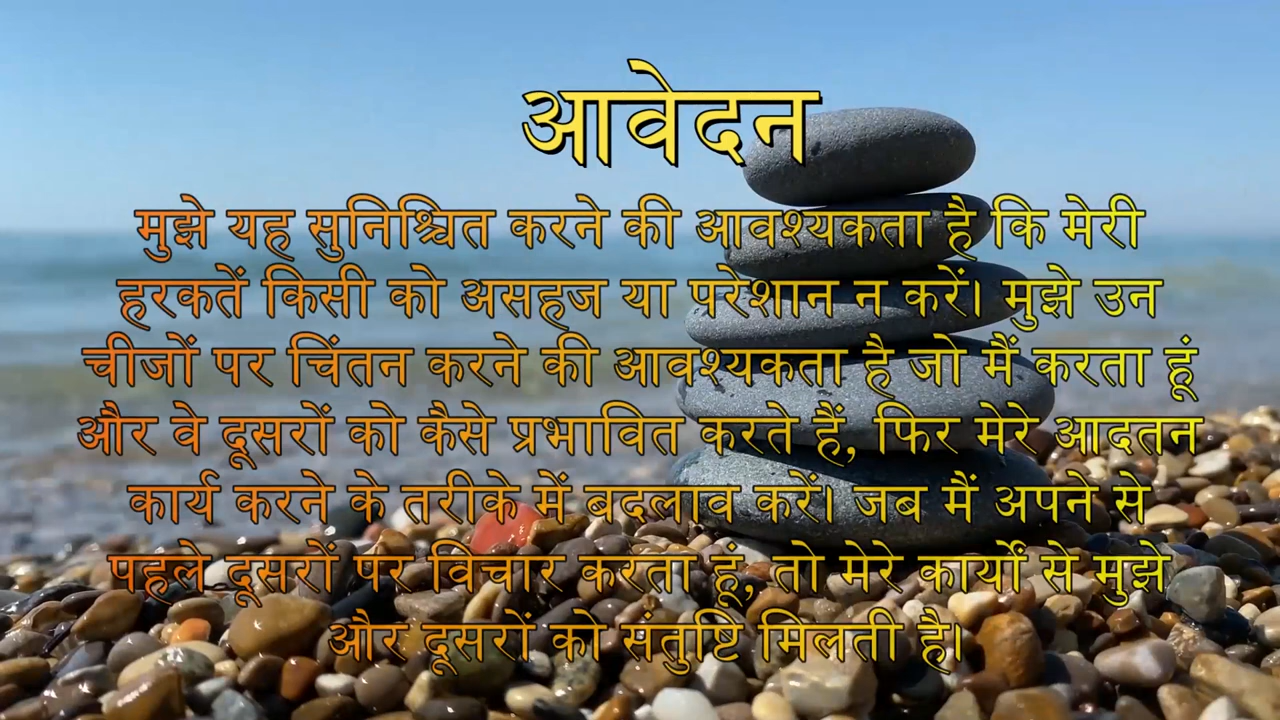 आवेदन
मुझे यह सुनिश्चित करने की आवश्यकता है कि मेरी
हरकतें किसी को असहज या परेशान न करें। मुझे उन
चीजों पर चिंतन करने की आवश्यकता है जो मैं करता हूं
और वे दूसरों को कैसे प्रभावित करते हैं, फिर मेरे आदतन
कार्य करने के तरीके में बदलाव करें। जब मैं अपने से
पहले दूसरों पर विचार करता हूं, तो मेरे कार्यों से मुझे
और दूसरों को संतुष्टि मिलती है।